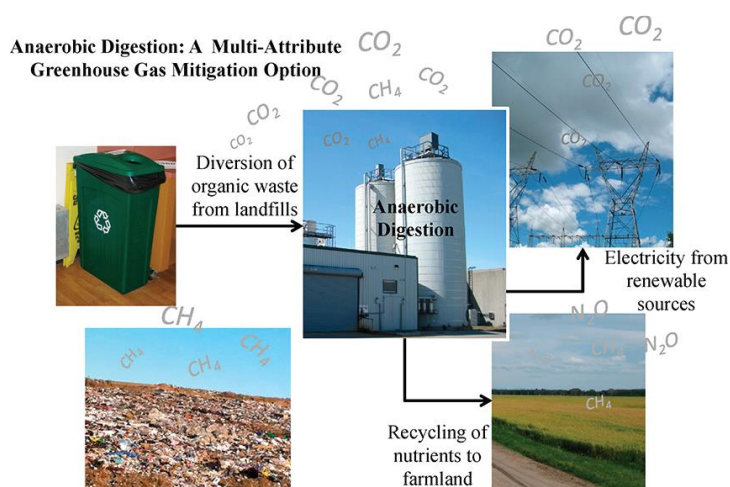 Anaerobic Digestion: A Multi-Attribute
Greenhouse Gas Mitigation Option
CO₂
CO₂
CO₂
CO₂
CH₄
CO₂
CO₂
CO₂
CO₂
CO₂
CH₄
CO₂
Diversion of
organic waste
from landfills
Anaerobic
Digestion
Electricity from
renewable
sources
CH₄
CH₄
CH₄
CH₄
N₂O
N₂O
CH₄
CH₄
Recycling of
nutrients to
farmland